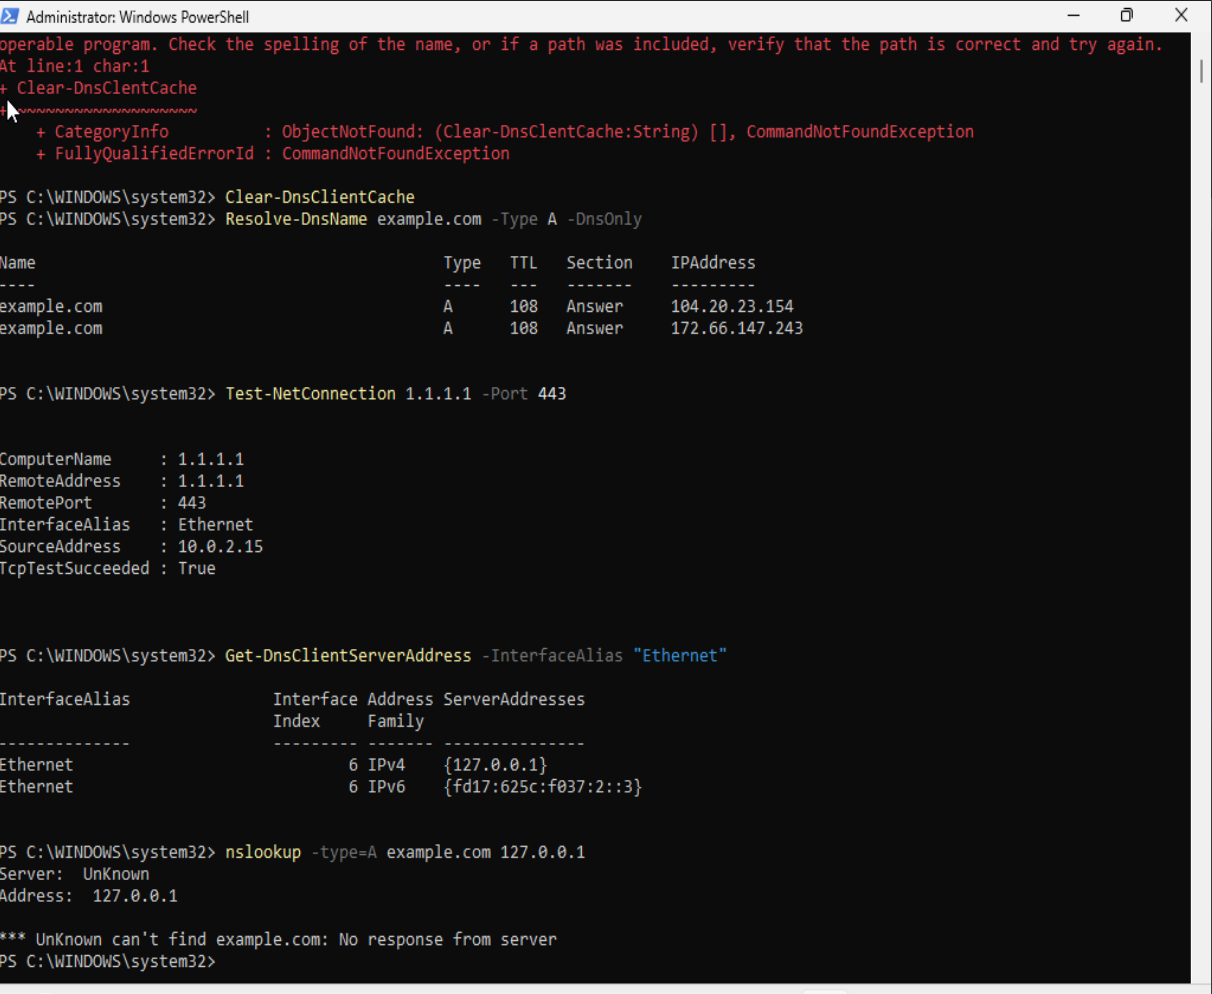 Administrator: Windows PowerShell
operable program. Check the spelling of the name, or if a path was included, verify that the path is correct and try again.
At line:1 char:1
+ Clear-DnsClentCache
+ ~~~~~~~~~~~~~~~~~~~
    + CategoryInfo          : ObjectNotFound: (Clear-DnsClentCache:String) [], CommandNotFoundException
    + FullyQualifiedErrorId : CommandNotFoundException
PS C:\WINDOWS\system32> Clear-DnsClientCache
PS C:\WINDOWS\system32> Resolve-DnsName example.com -Type A -DnsOnly
Name                                           Type   TTL   Section    IPAddress
----                                           ----   ---   -------    ---------
example.com                                    A      108   Answer     104.20.23.154
example.com                                    A      108   Answer     172.66.147.243
PS C:\WINDOWS\system32> Test-NetConnection 1.1.1.1 -Port 443
ComputerName     : 1.1.1.1
RemoteAddress    : 1.1.1.1
RemotePort       : 443
InterfaceAlias   : Ethernet
SourceAddress    : 10.0.2.15
TcpTestSucceeded : True
PS C:\WINDOWS\system32> Get-DnsClientServerAddress -InterfaceAlias "Ethernet"
InterfaceAlias               Interface Address ServerAddresses
                             Index     Family
--------------               --------- ------- ---------------
Ethernet                             6 IPv4    {127.0.0.1}
Ethernet                             6 IPv6    {fd17:625c:f037:2::3}
PS C:\WINDOWS\system32> nslookup -type=A example.com 127.0.0.1
Server:  UnKnown
Address:  127.0.0.1
*** UnKnown can't find example.com: No response from server
PS C:\WINDOWS\system32>